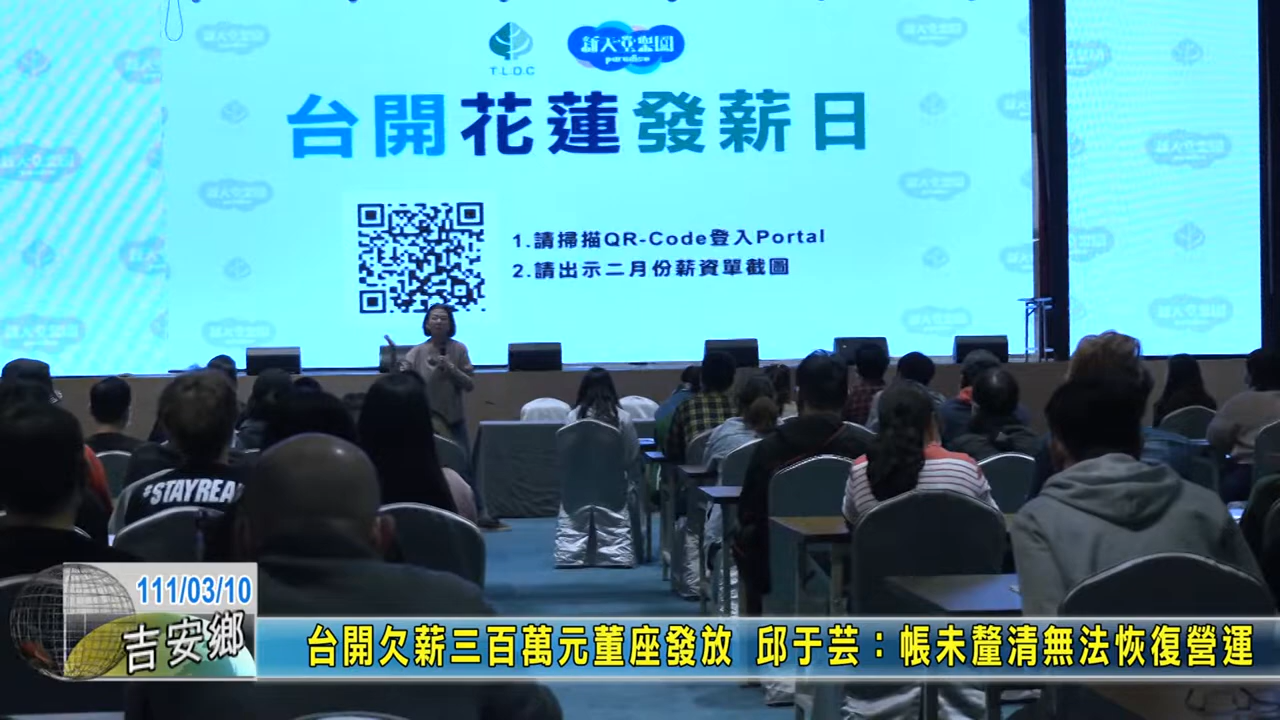 T.L.D.C
新天堂樂園
paradise
台開花蓮發薪日
1.請掃描QR-Code登入Portal
2.請出示二月份薪資單截圖
#STAYREA
111/03/10
吉安鄉
台開欠薪三百萬元董座發放 邱于芸：帳未釐清無法恢復營運